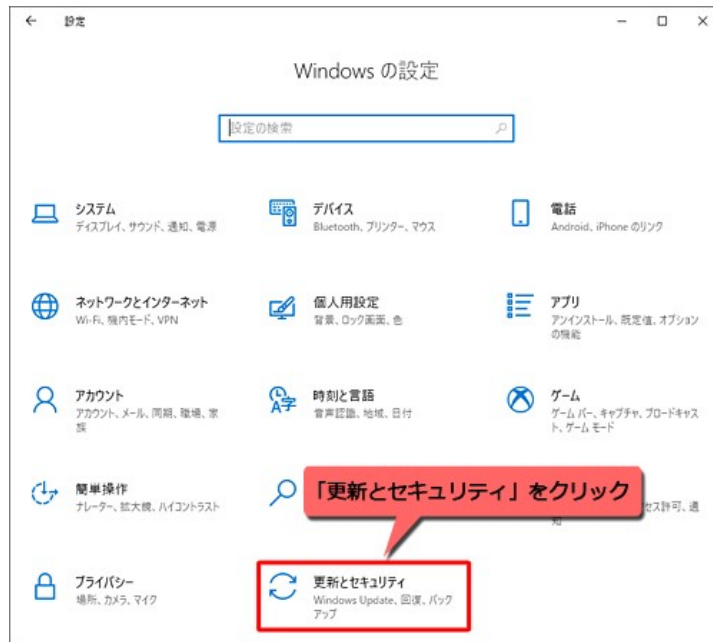 設定
Windows の設定
設定の検索
システム
ディスプレイ、サウンド、通知、電源
デバイス
Bluetooth、プリンター、マウス
電話
Android、iPhone のリンク
ネットワークとインターネット
Wi-Fi、機内モード、VPN
個人用設定
背景、ロック画面、色
アプリ
アンインストール、既定値、オプション
の機能
アカウント
アカウント、メール、同期、職場、家
族
時刻と言語
音声認識、地域、日付
ゲーム
ゲーム バー、キャプチャ、ブロードキャス
ト、ゲーム モード
簡単操作
ナレーター、拡大鏡、ハイコントラスト
「更新とセキュリティ」をクリック
セス許可、通
知
プライバシー
場所、カメラ、マイク
更新とセキュリティ
Windows Update、回復、バック
アップ